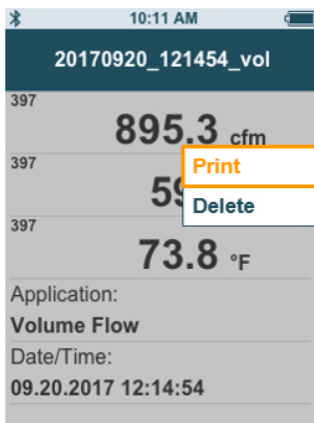 10:11 AM
20170920_121454_vol
397
895.3 cfm
397
Print
Delete
397
73.8 °F
Application:
Volume Flow
Date/Time:
09.20.2017 12:14:54